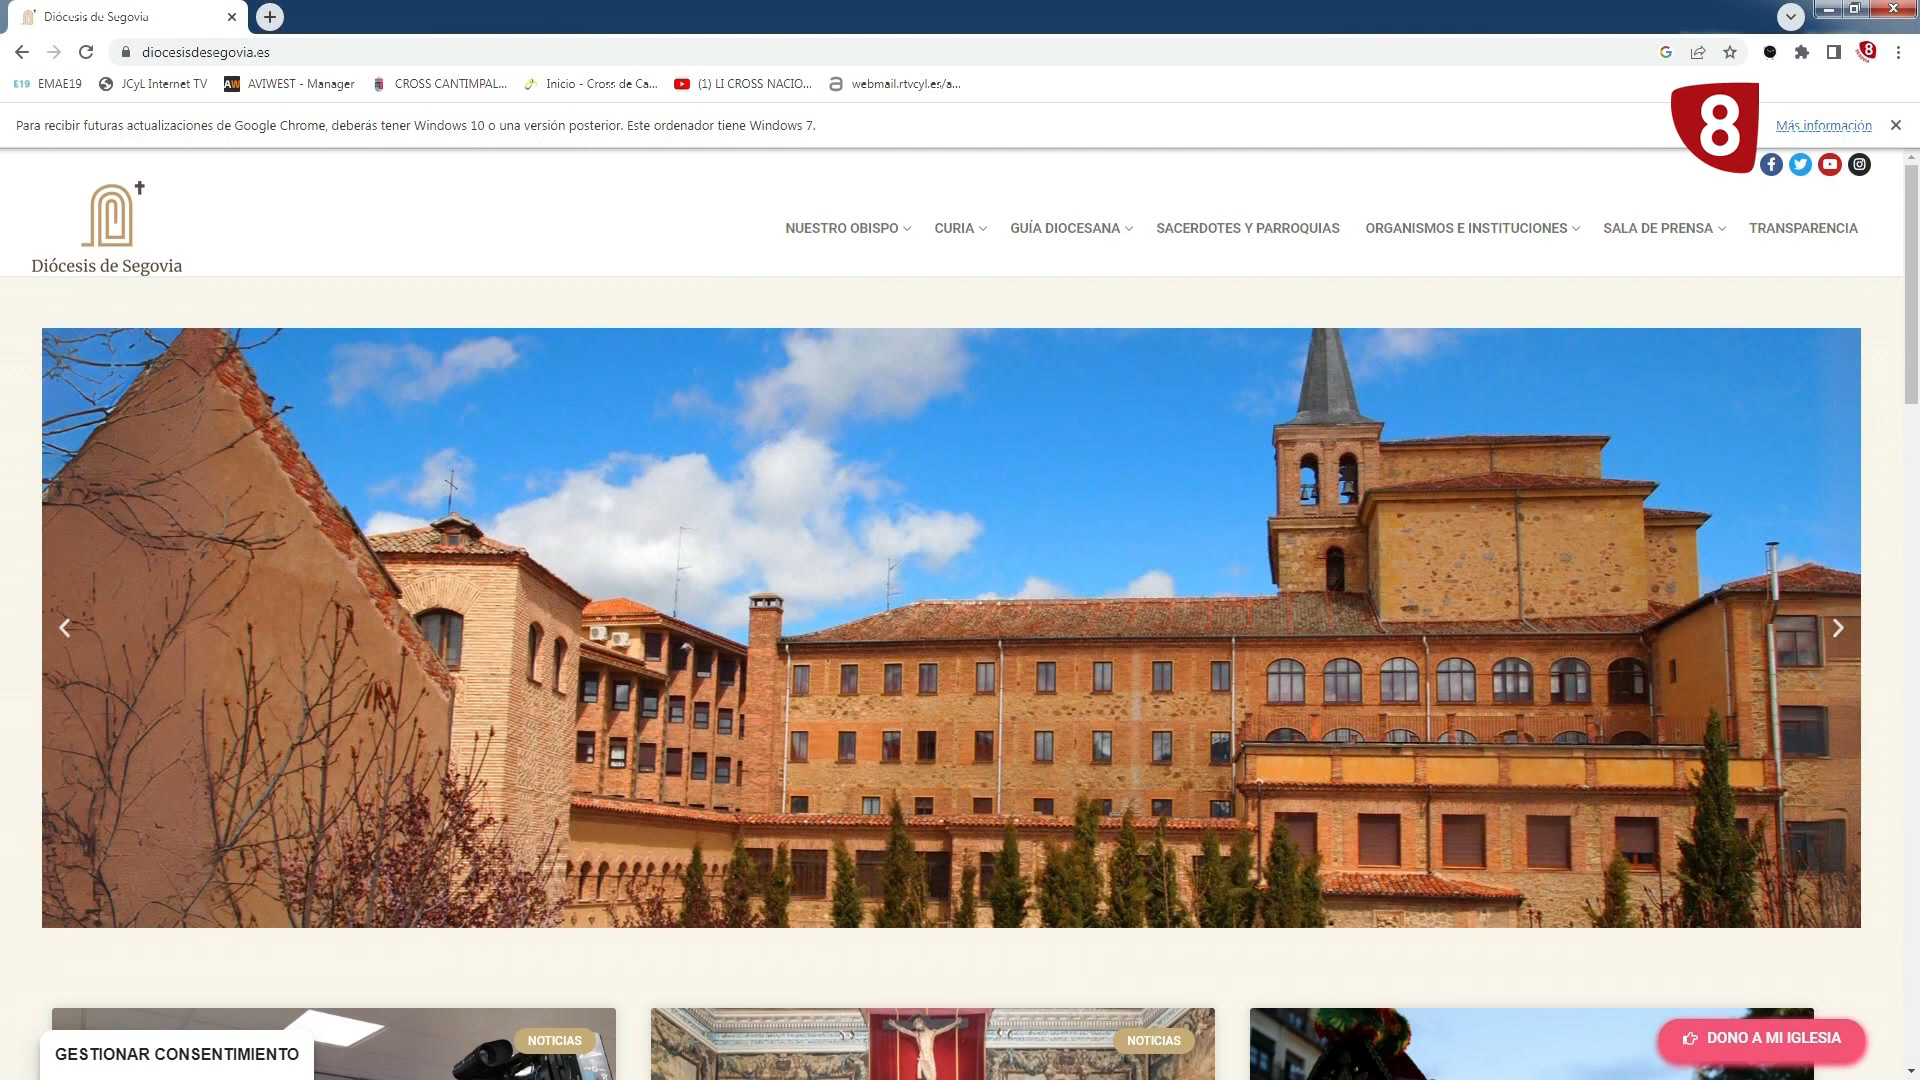 Diócesis de Segovia
diocesisdesegovia.es
8
E19 EMAE19 JCyL Internet TV AW AVIWEST - Manager CROSS CANTIMPAL... Inicio - Cross de Ca... (1) LI CROSS NACIO... webmail.rtvcyl.es/a...
Para recibir futuras actualizaciones de Google Chrome, deberás tener Windows 10 o una versión posterior. Este ordenador tiene Windows 7.
8
Más información
Diócesis de Segovia
NUESTRO OBISPO CURIA GUÍA DIOCESANA SACERDOTES Y PARROQUIAS ORGANISMOS E INSTITUCIONES SALA DE PRENSA TRANSPARENCIA
NOTICIAS
NOTICIAS
DONO A MI IGLESIA
GESTIONAR CONSENTIMIENTO